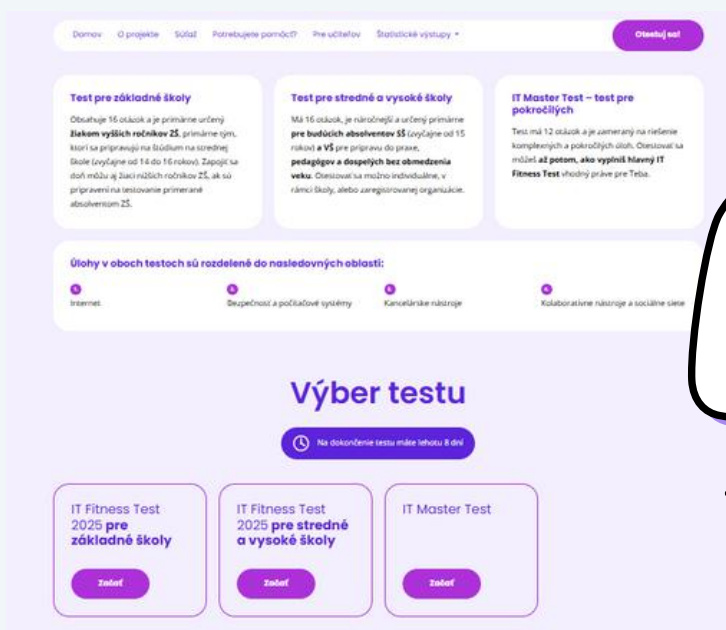 Domov O projekte Súťaž Potrebujete pomôcť? Pre učiteľov Štatistické výstupy
Otestuj sa!
Test pre základné školy
Obsahuje 16 otázok a je primárne určený
žiakom vyšších ročníkov ZŠ, primárne tým,
ktorí sa pripravujú na štúdium na strednej
škole (zvyčajne od 14 do 16 rokov). Zapojiť sa
doň môžu aj žiaci nižších ročníkov ZŠ, ak sú
pripravení na testovanie primerané
absolventom ZŠ.
Test pre stredné a vysoké školy
Má 16 otázok, je náročnejší a určený primárne
pre budúcich absolventov SŠ (zvyčajne od 15
rokov) a VŠ pre prípravu do praxe,
pedagógov a dospelých bez obmedzenia
veku. Otestovať sa možno individuálne, v
rámci školy, alebo zaregistrovanej organizácie.
IT Master Test – test pre
pokročilých
Test má 12 otázok a je zameraný na riešenie
komplexných a pokročilých úloh. Otestovať sa
môžeš až potom, ako vyplníš hlavný IT
Fitness Test vhodný práve pre Teba.
Úlohy v oboch testoch sú rozdelené do nasledovných oblastí:
Internet
Bezpečnosť a počítačové systémy
Kancelárske nástroje
Kolaboratívne nástroje a sociálne siete
Výber testu
Na dokončenie testu máte lehotu 8 dní
IT Fitness Test
2025 pre
základné školy
Začať
IT Fitness Test
2025 pre stredné
a vysoké školy
Začať
IT Master Test
Začať